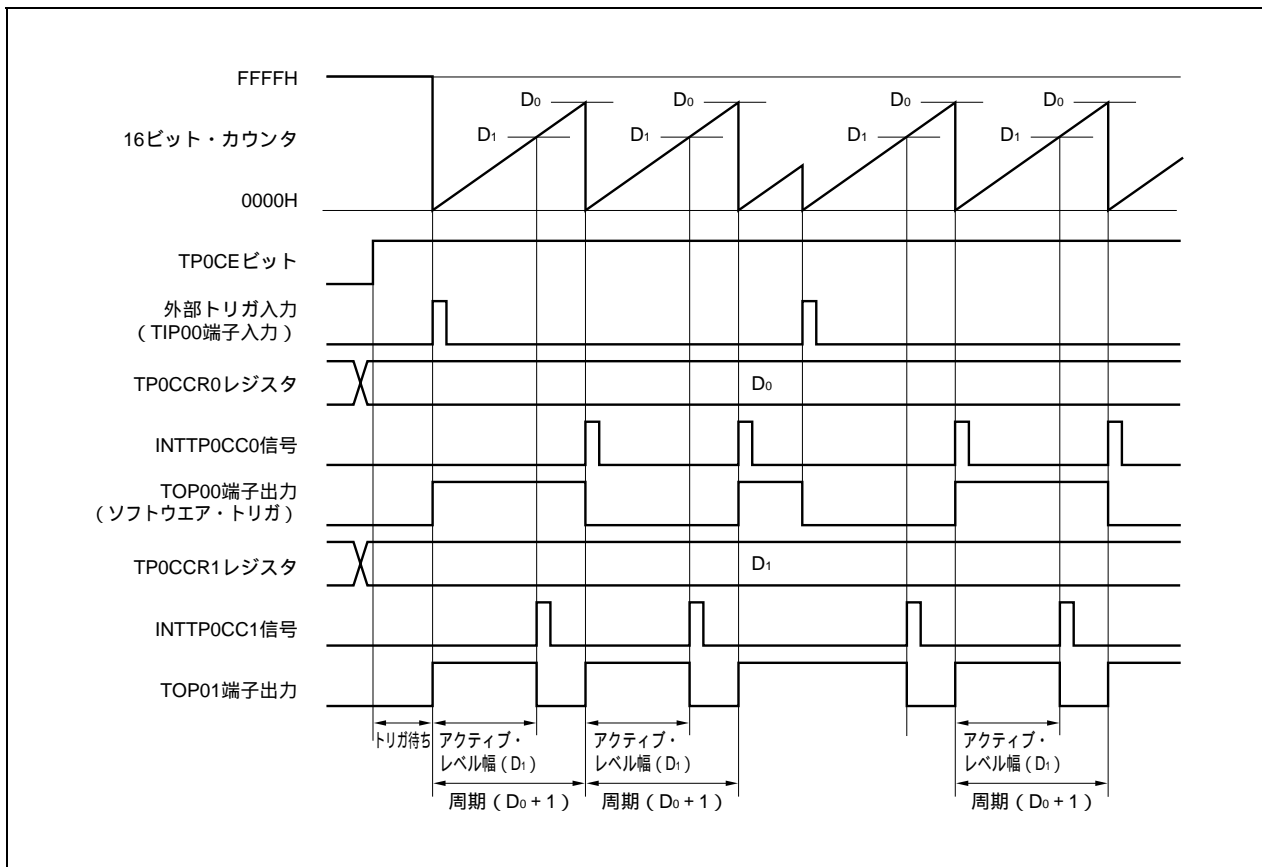 FFFFH
D0
D0
D0
D0
16ビット・カウンタ
D1
D1
D1
D1
0000H
TP0CEビット
外部トリガ入力
（TIP00端子入力）
TP0CCR0レジスタ
D0
INTTP0CC0信号
TOP00端子出力
（ソフトウエア・トリガ）
TP0CCR1レジスタ
D1
INTTP0CC1信号
TOP01端子出力
トリガ待ち
アクティブ・
レベル幅（D1）
アクティブ・
レベル幅（D1）
アクティブ・
レベル幅（D1）
周期（D0＋1）
周期（D0＋1）
周期（D0＋1）